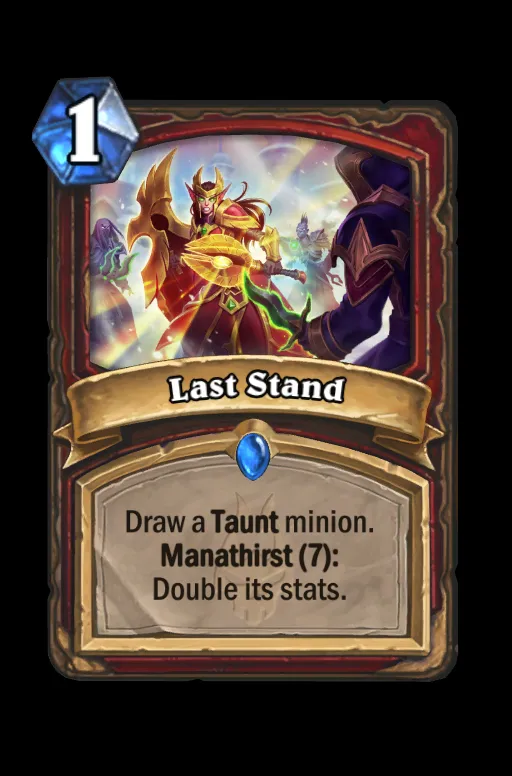 1
Last Stand
Draw a Taunt minion.
Manathirst (7):
Double its stats.